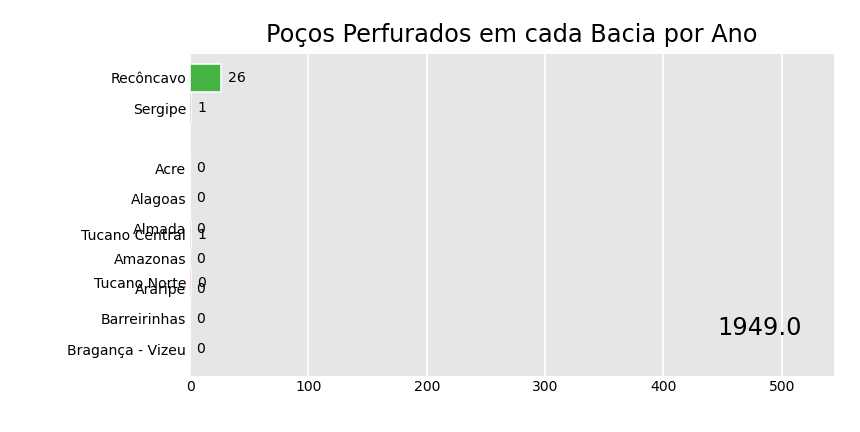 Poços Perfurados em cada Bacia por Ano
Recôncavo 26
Sergipe 1
Acre 0
Alagoas 0
Almada 0
Tucano Central 1
Amazonas 0
Tucano Norte 0
Araripe 0
Barreirinhas 0
1949.0
Bragança - Vizeu 0
0 100 200 300 400 500